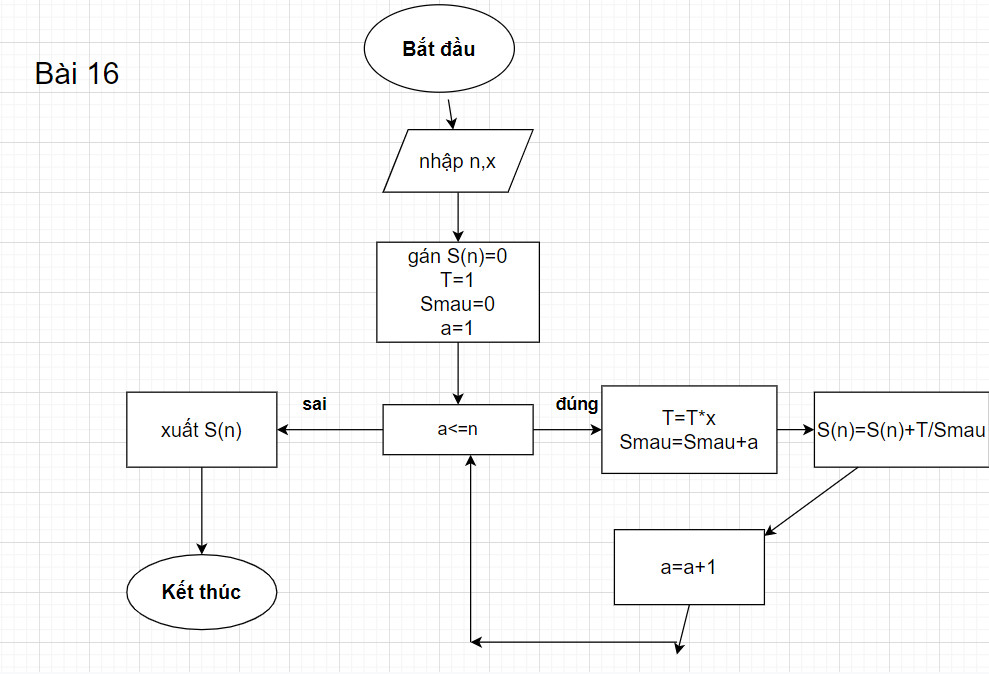 Bắt đầu
Bài 16
nhập n,x
gán S(n)=0
T=1
Smau=0
a=1
sai
đúng
xuất S(n)
a<=n
T=T*x
Smau=Smau+a
S(n)=S(n)+T/Smau
a=a+1
Kết thúc